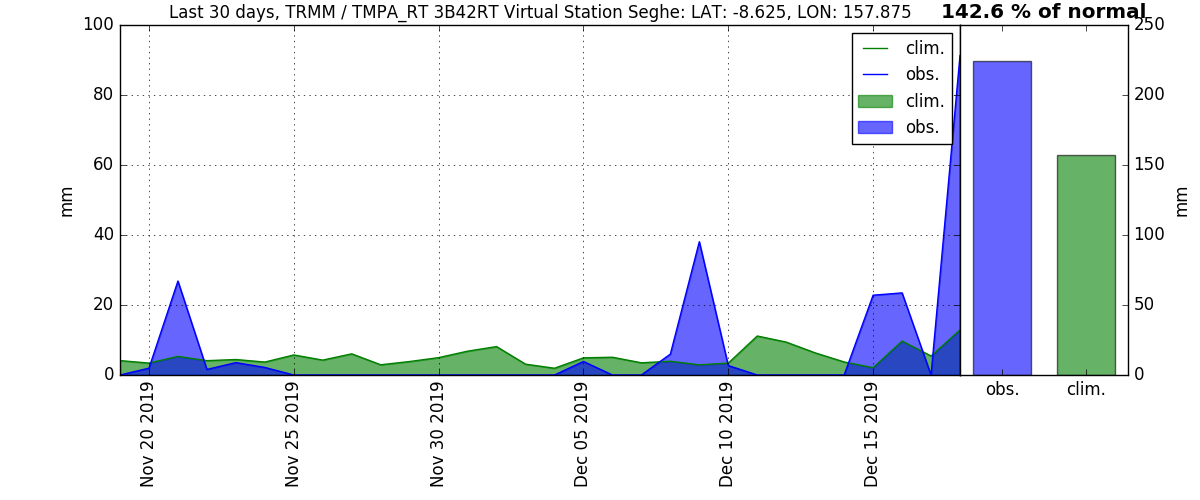 Last 30 days, TRMM / TMPA_RT 3B42RT Virtual Station Seghe: LAT: -8.625, LON: 157.875
142.6 % of normal
100
80
60
40
20
0
mm
clim.
obs.
clim.
obs.
250
200
150
100
50
0
mm
Nov 20 2019
Nov 25 2019
Nov 30 2019
Dec 05 2019
Dec 10 2019
Dec 15 2019
obs.
clim.